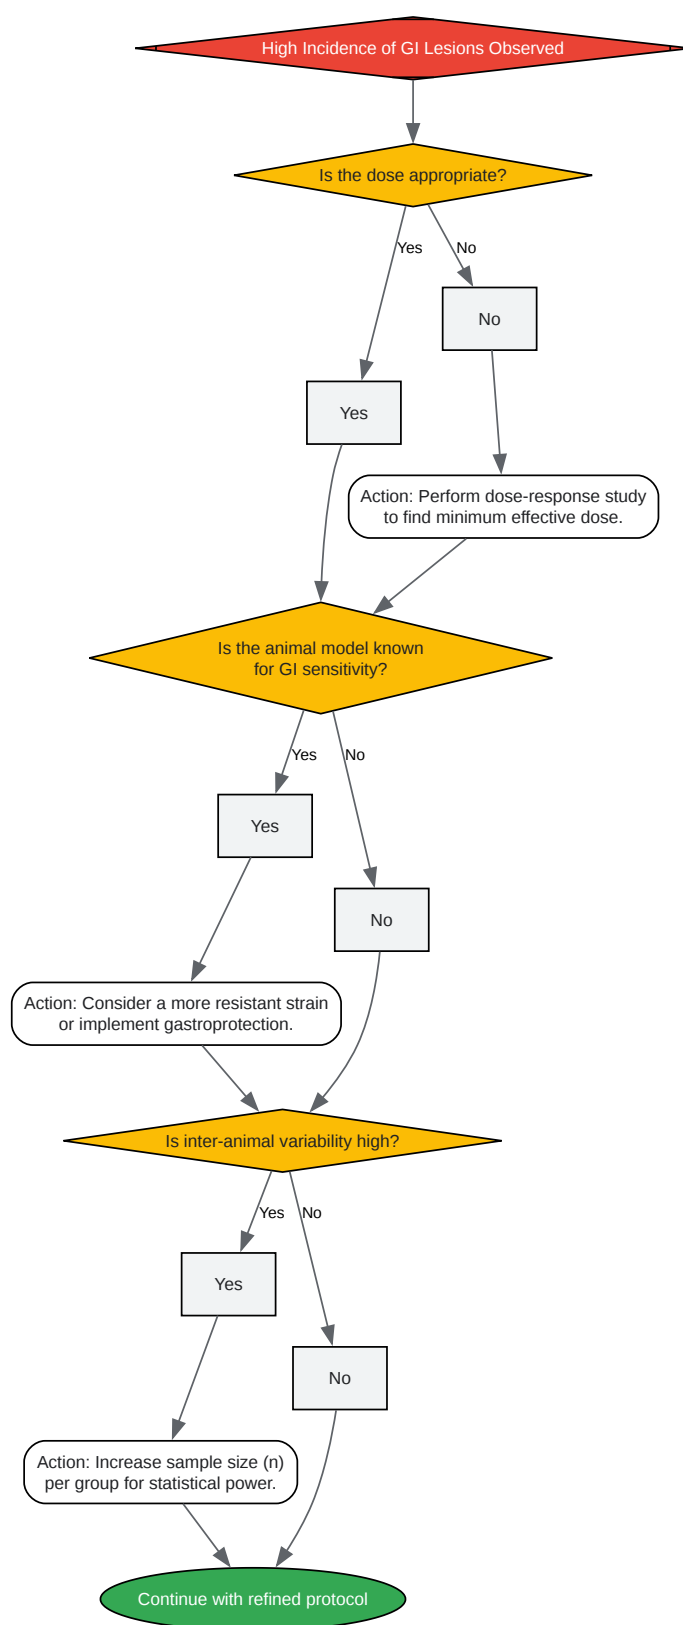 High Incidence of GI Lesions Observed
Is the dose appropriate?
Yes
No
No
Yes
Action: Perform dose-response study
to find minimum effective dose.
Is the animal model known
for GI sensitivity?
Yes
No
Yes
No
Action: Consider a more resistant strain
or implement gastroprotection.
Is inter-animal variability high?
Yes
No
Yes
No
Action: Increase sample size (n)
per group for statistical power.
Continue with refined protocol